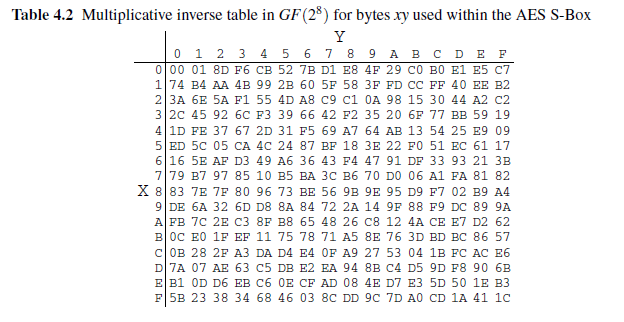 Table 4.2 Multiplicative inverse table in GF(2⁸) for bytes xy used within the AES S-Box
Y
0 1 2 3 4 5 6 7 8 9 A B C D E F
0 00 01 8D F6 CB 52 7B D1 E8 4F 29 C0 B0 E1 E5 C7
1 74 B4 AA 4B 99 2B 60 5F 58 3F FD CC FF 40 EE B2
2 3A 6E 5A F1 55 4D A8 C9 C1 0A 98 15 30 44 A2 C2
3 2C 45 92 6C F3 39 66 42 F2 35 20 6F 77 BB 59 19
4 1D FE 37 67 2D 31 F5 69 A7 64 AB 13 54 25 E9 09
5 ED 5C 05 CA 4C 24 87 BF 18 3E 22 F0 51 EC 61 17
6 16 5E AF D3 49 A6 36 43 F4 47 91 DF 33 93 21 3B
7 79 B7 97 85 10 B5 BA 3C B6 70 D0 06 A1 FA 81 82
X 8 83 7E 7F 80 96 73 BE 56 9B 9E 95 D9 F7 02 B9 A4
9 DE 6A 32 6D D8 8A 84 72 2A 14 9F 88 F9 DC 89 9A
A FB 7C 2E C3 8F B8 65 48 26 C8 12 4A CE E7 D2 62
B 0C E0 1F EF 11 75 78 71 A5 8E 76 3D BD BC 86 57
C 0B 28 2F A3 DA D4 E4 0F A9 27 53 04 1B FC AC E6
D 7A 07 AE 63 C5 DB E2 EA 94 8B C4 D5 9D F8 90 6B
E B1 0D D6 EB C6 0E CF AD 08 4E D7 E3 5D 50 1E B3
F 5B 23 38 34 68 46 03 8C DD 9C 7D A0 CD 1A 41 1C